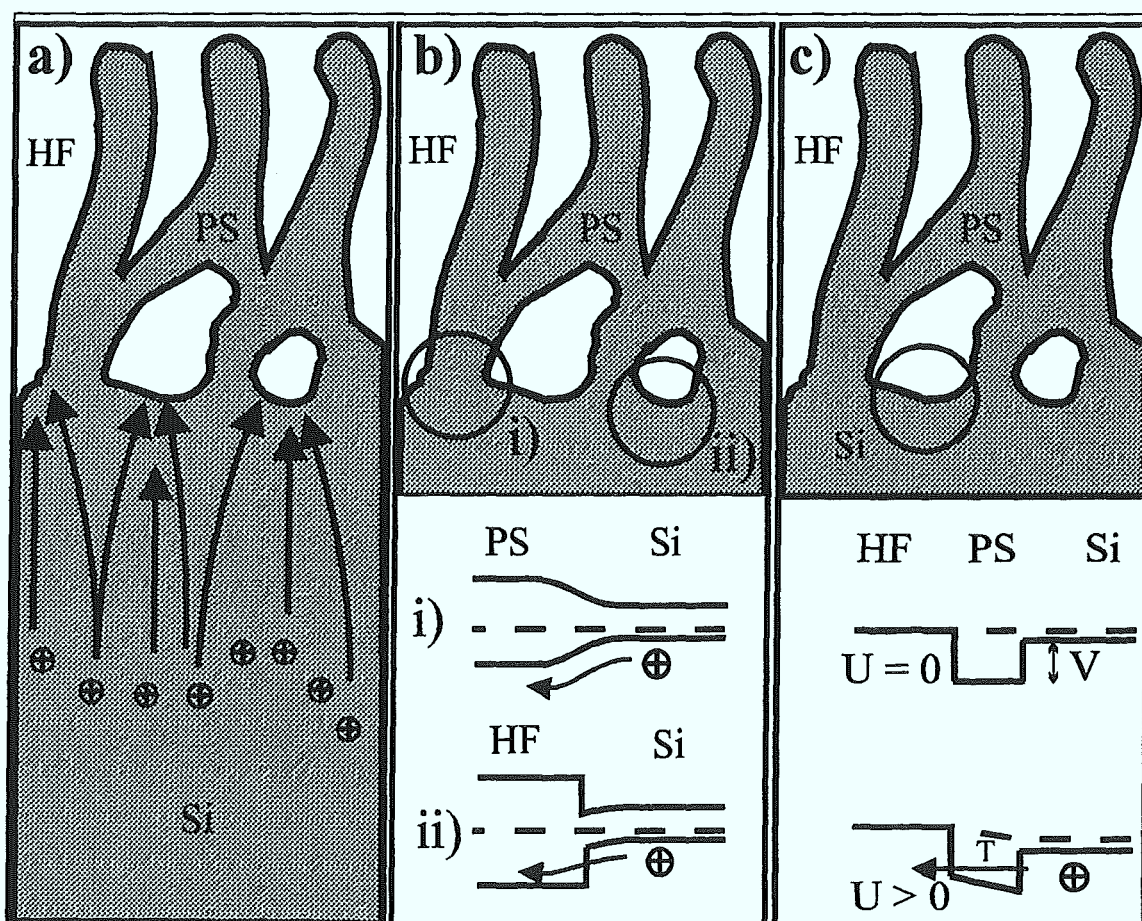 a)
HF
PS
Si
b)
HF
PS
i)
ii)
PS Si
i)
⊕
HF Si
ii)
⊕
c)
HF
PS
Si
HF PS Si
U = 0
V
T
U > 0
⊕